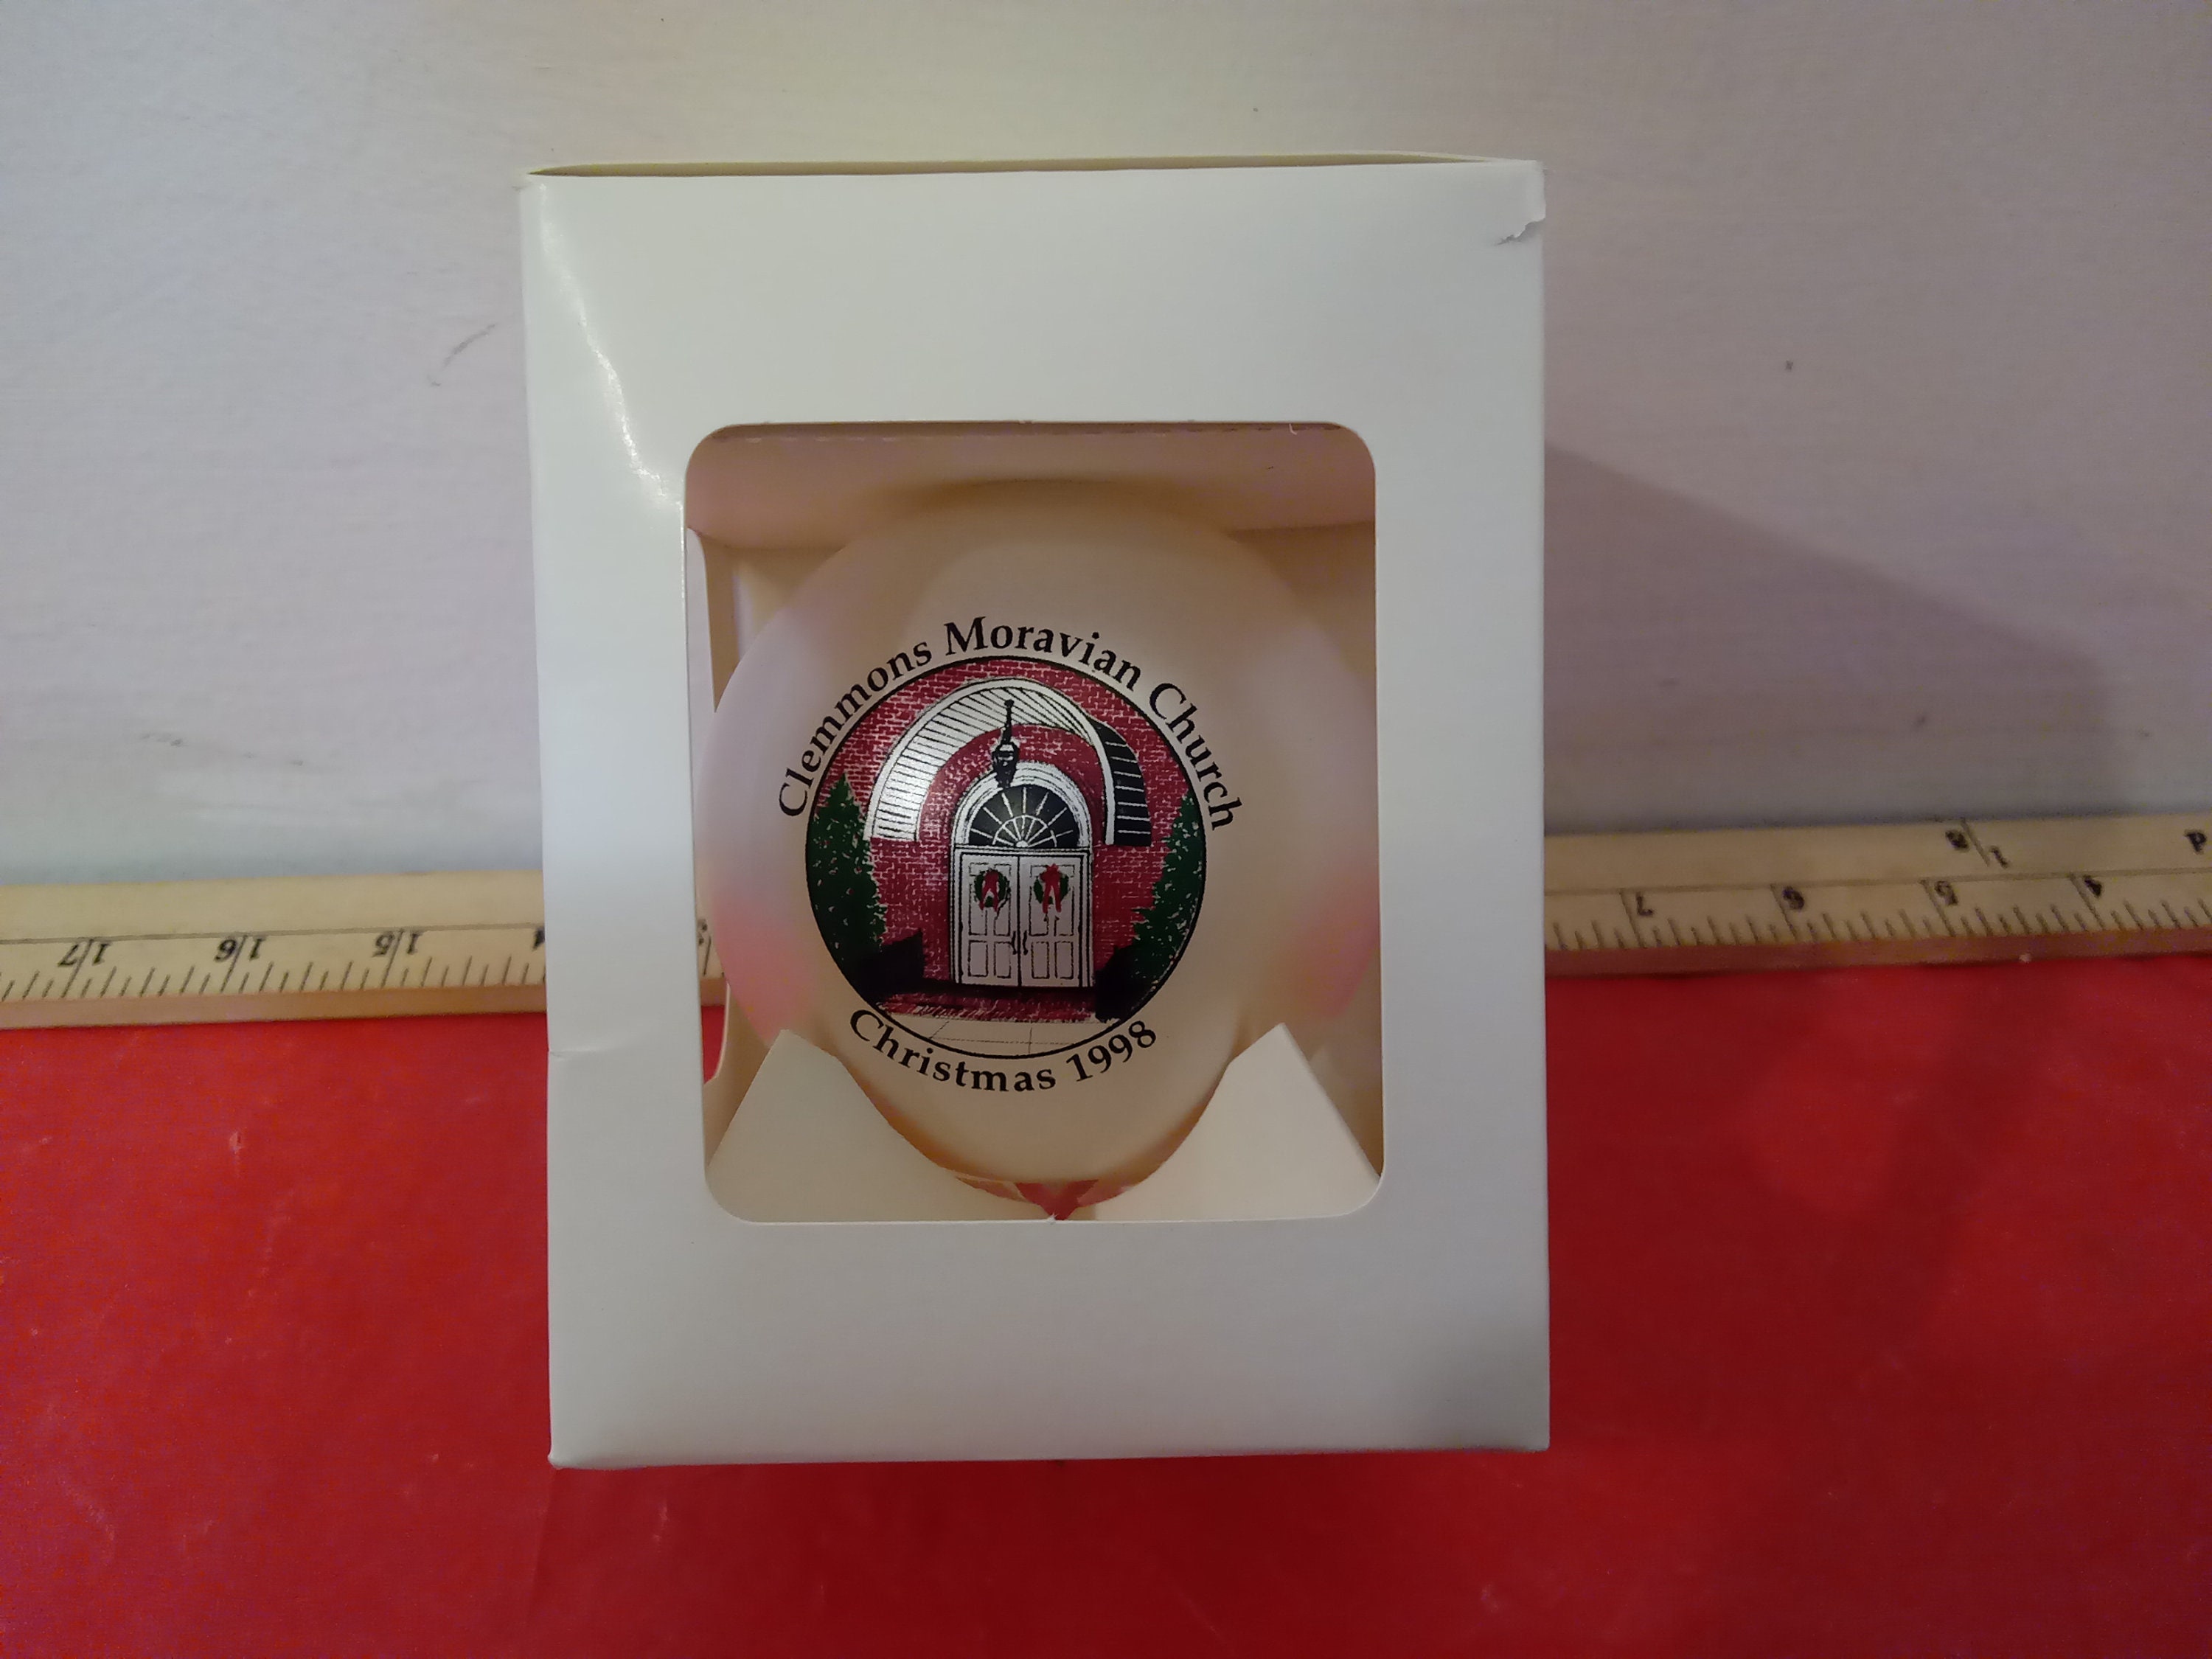 Clemmons Moravian Church
Christmas 1998
17 16 15
7 6 5 4